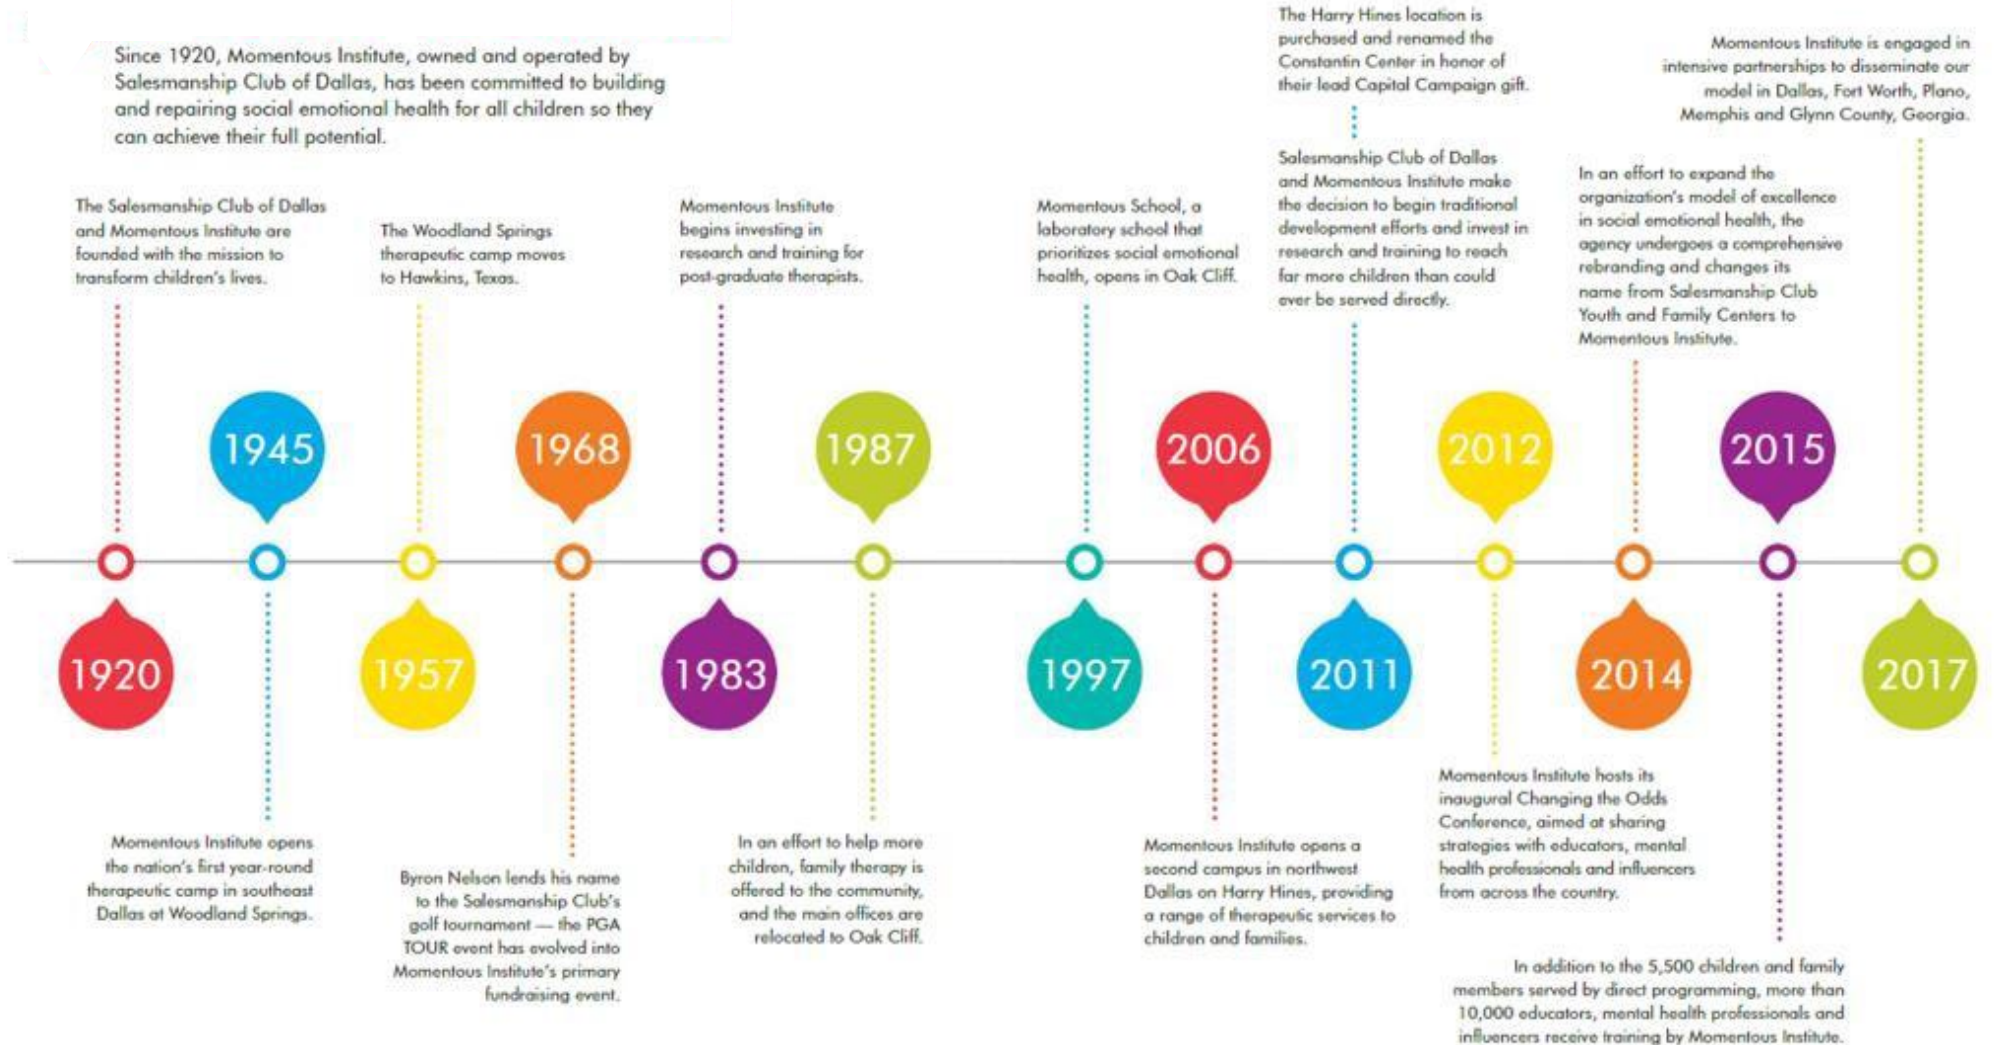 Since 1920, Momentous Institute, owned and operated by
Salesmanship Club of Dallas, has been committed to building
and repairing social emotional health for all children so they
can achieve their full potential.
The Salesmanship Club of Dallas
and Momentous Institute are
founded with the mission to
transform children's lives.
1920
1945
Momentous Institute opens
the nation's first year-round
therapeutic camp in southeast
Dallas at Woodland Springs.
The Woodland Springs
therapeutic camp moves
to Hawkins, Texas.
1957
1968
Byron Nelson lends his name
to the Salesmanship Club's
golf tournament — the PGA
TOUR event has evolved into
Momentous Institute's primary
fundraising event.
Momentous Institute
begins investing in
research and training for
post-graduate therapists.
1983
1987
In an effort to help more
children, family therapy is
offered to the community,
and the main offices are
relocated to Oak Cliff.
Momentous School, a
laboratory school that
prioritizes social emotional
health, opens in Oak Cliff.
1997
2006
Momentous Institute opens a
second campus in northwest
Dallas on Harry Hines, providing
a range of therapeutic services to
children and families.
The Harry Hines location is
purchased and renamed the
Constantin Center in honor of
their lead Capital Campaign gift.
Salesmanship Club of Dallas
and Momentous Institute make
the decision to begin traditional
development efforts and invest in
research and training to reach
far more children than could
ever be served directly.
2011
2012
Momentous Institute hosts its
inaugural Changing the Odds
Conference, aimed at sharing
strategies with educators, mental
health professionals and influencers
from across the country.
In an effort to expand the
organization's model of excellence
in social emotional health, the
agency undergoes a comprehensive
rebranding and changes its
name from Salesmanship Club
Youth and Family Centers to
Momentous Institute.
2014
2015
In addition to the 5,500 children and family
members served by direct programming, more than
10,000 educators, mental health professionals and
influencers receive training by Momentous Institute.
Momentous Institute is engaged in
intensive partnerships to disseminate our
model in Dallas, Fort Worth, Plano,
Memphis and Glynn County, Georgia.
2017